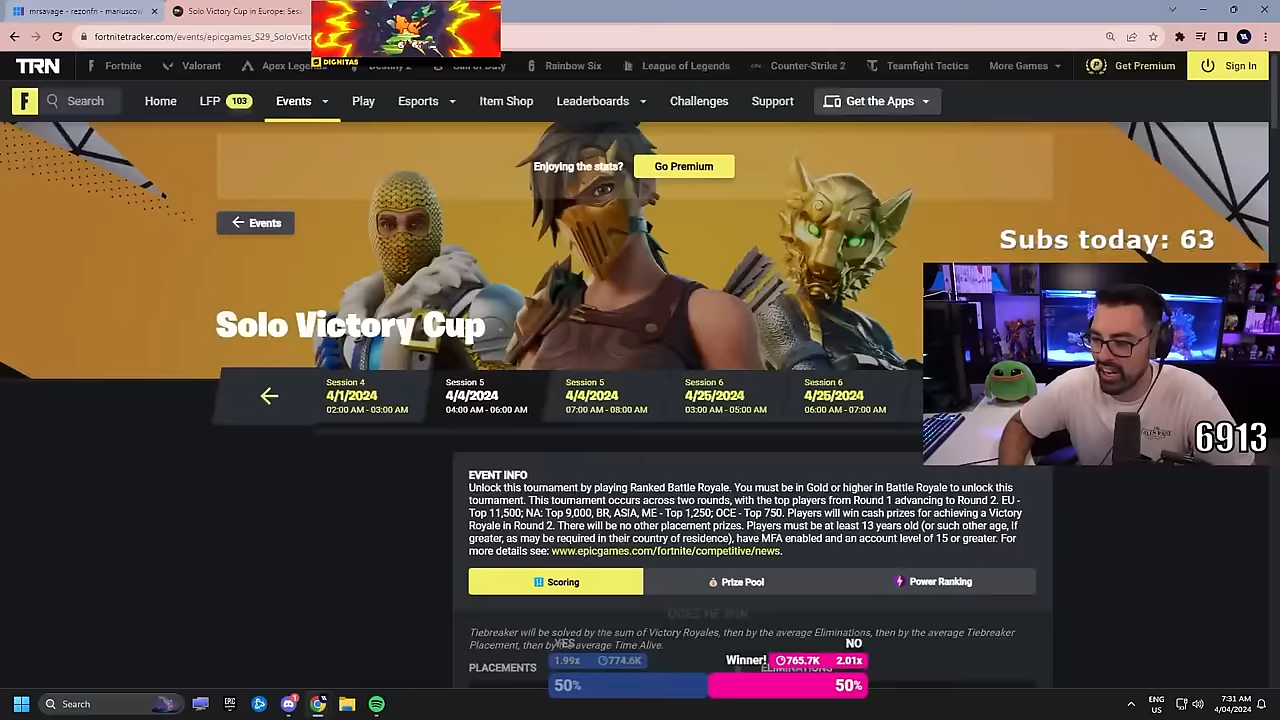 mrsavage - rezonfn - mariuscow
Solo Victory Cup in Europe: Ses
fortnitetracker.com/events/epicgames_S29_SoloVicto
DIGNITAS
TRN Fortnite Valorant Apex Legends Destiny 2 Call of Duty Rainbow Six League of Legends Counter-Strike 2 Teamfight Tactics More Games Get Premium Sign In
F Search Home LFP 103 Events Play Esports Item Shop Leaderboards Challenges Support Get the Apps
Enjoying the stats? Go Premium
Events
Subs today: 63
Solo Victory Cup
Session 4 Session 5 Session 5 Session 6 Session 6
4/1/2024 4/4/2024 4/4/2024 4/25/2024 4/25/2024
02:00 AM - 03:00 AM 04:00 AM - 06:00 AM 07:00 AM - 08:00 AM 03:00 AM - 05:00 AM 06:00 AM - 07:00 AM
6913
EVENT INFO
Unlock this tournament by playing Ranked Battle Royale. You must be in Gold or higher in Battle Royale to unlock this
tournament. This tournament occurs across two rounds, with the top players from Round 1 advancing to Round 2. EU -
Top 11,500; NA: Top 9,000, BR, ASIA, ME - Top 1,250; OCE - Top 750. Players will win cash prizes for achieving a Victory
Royale in Round 2. There will be no other placement prizes. Players must be at least 13 years old (or such other age, if
greater, as may be required in their country of residence), have MFA enabled and an account level of 15 or greater. For
more details see: www.epicgames.com/fortnite/competitive/news.
Scoring Prize Pool Power Ranking
DOES HE WIN
Tiebreaker will be solved by the sum of Victory Royales, then by the average Eliminations, then by the average Tiebreaker
Placement, then by the average Time Alive.
YES NO
PLACEMENTS ELIMINATIONS
1.99x 774.6K Winner! 765.7K 2.01x
50% 50%
Search
ENG
US
7:31 AM
4/04/2024